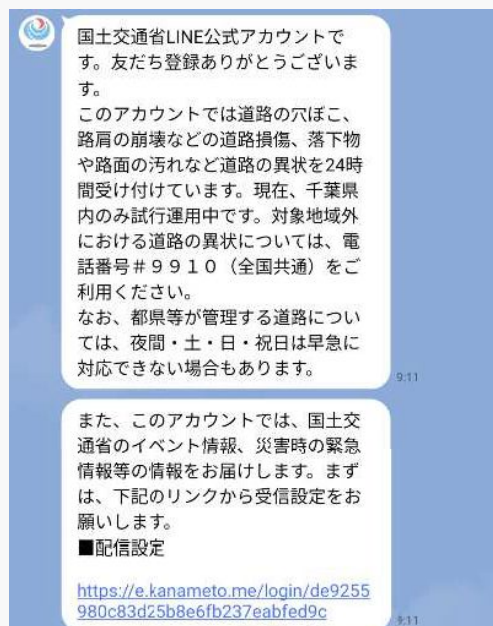 国土交通省LINE公式アカウントで
す。友だち登録ありがとうございま
す。
このアカウントでは道路の穴ぼこ、
路肩の崩壊などの道路損傷、落下物
や路面の汚れなど道路の異状を24時
間受け付けています。現在、千葉県
内のみ試行運用中です。対象地域外
における道路の異状については、電
話番号＃９９１０（全国共通）をご
利用ください。
なお、都県等が管理する道路につい
ては、夜間・土・日・祝日は早急に
対応できない場合もあります。
9:11
また、このアカウントでは、国土交
通省のイベント情報、災害時の緊急
情報等の情報をお届けします。まず
は、下記のリンクから受信設定をお
願いします。
■配信設定
https://e.kanameto.me/login/de9255
980c83d25b8e6fb237eabfed9c
9:11